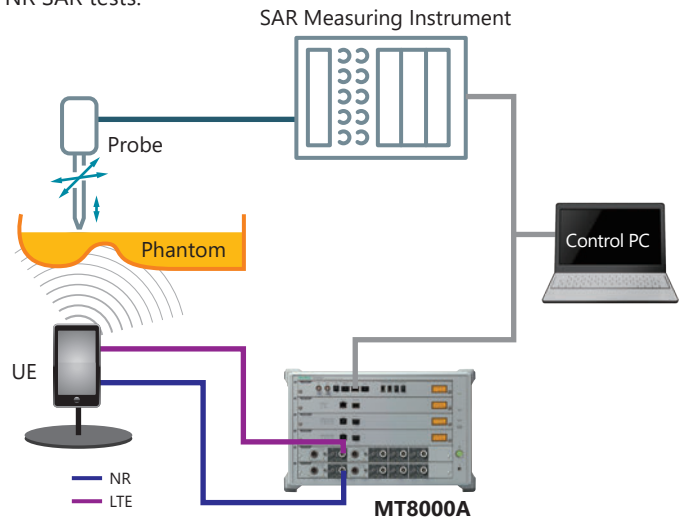 NR SAR tests.
SAR Measuring Instrument
Probe
Phantom
Control PC
UE
NR
LTE
MT8000A